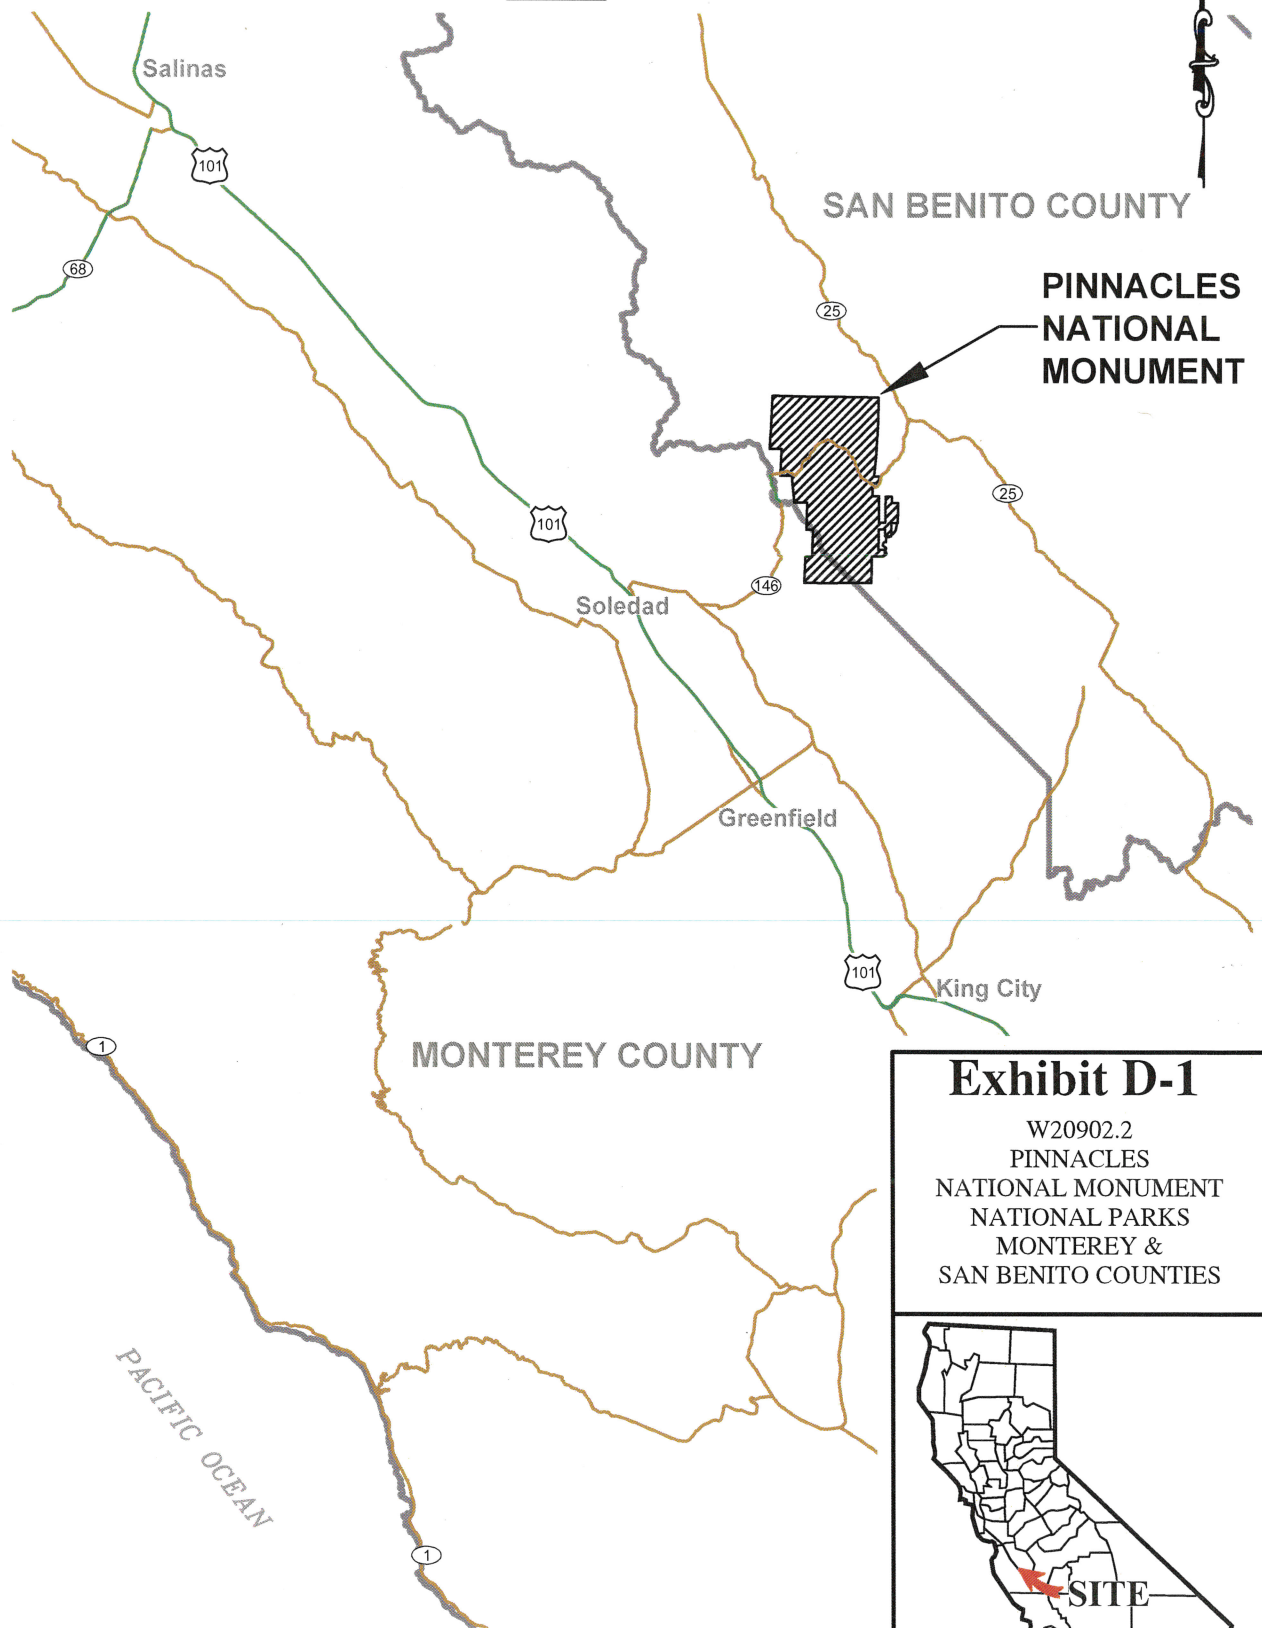 Salinas
101
SAN BENITO COUNTY
68
PINNACLES
NATIONAL
MONUMENT
25
25
101
146
Soledad
Greenfield
101
King City
1
MONTEREY COUNTY
Exhibit D-1
W20902.2
PINNACLES
NATIONAL MONUMENT
NATIONAL PARKS
MONTEREY &
SAN BENITO COUNTIES
PACIFIC OCEAN
1
SITE